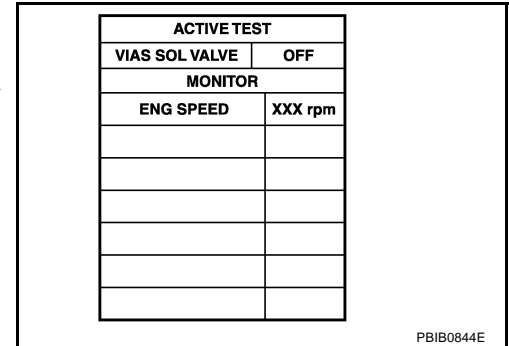 ACTIVE TEST
VIAS SOL VALVE OFF
MONITOR
ENG SPEED XXX rpm
PBIB0844E